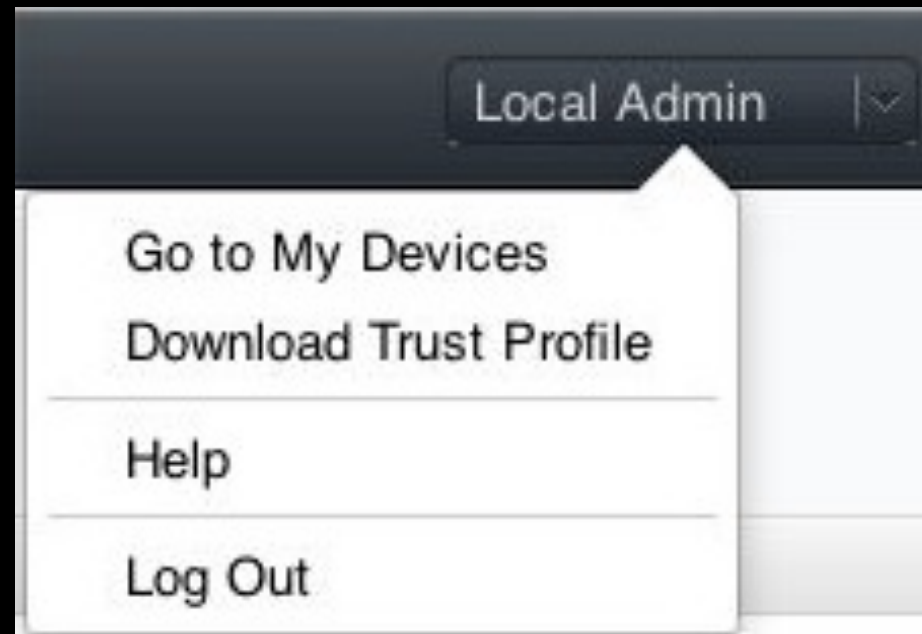 Local Admin
Go to My Devices
Download Trust Profile
Help
Log Out